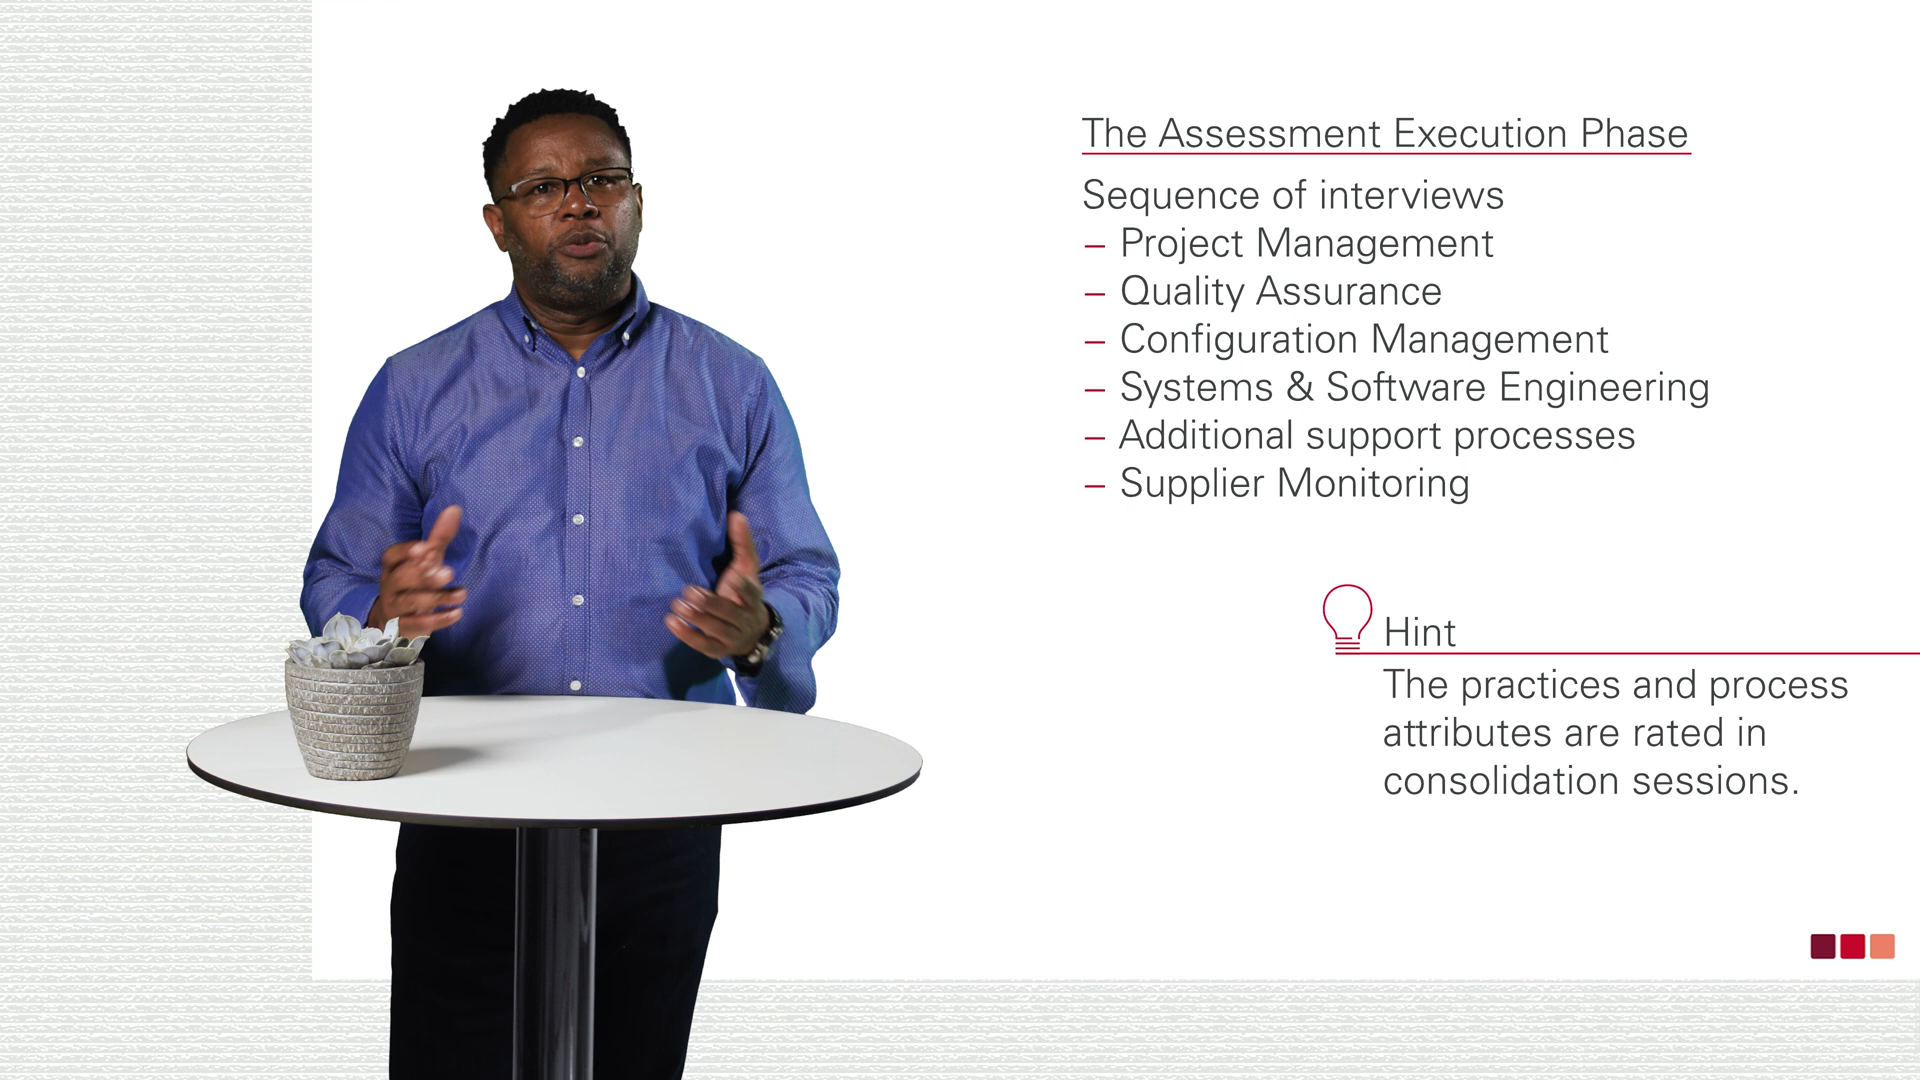 The Assessment Execution Phase
Sequence of interviews
– Project Management
– Quality Assurance
– Configuration Management
– Systems & Software Engineering
– Additional support processes
– Supplier Monitoring
Hint
The practices and process
attributes are rated in
consolidation sessions.